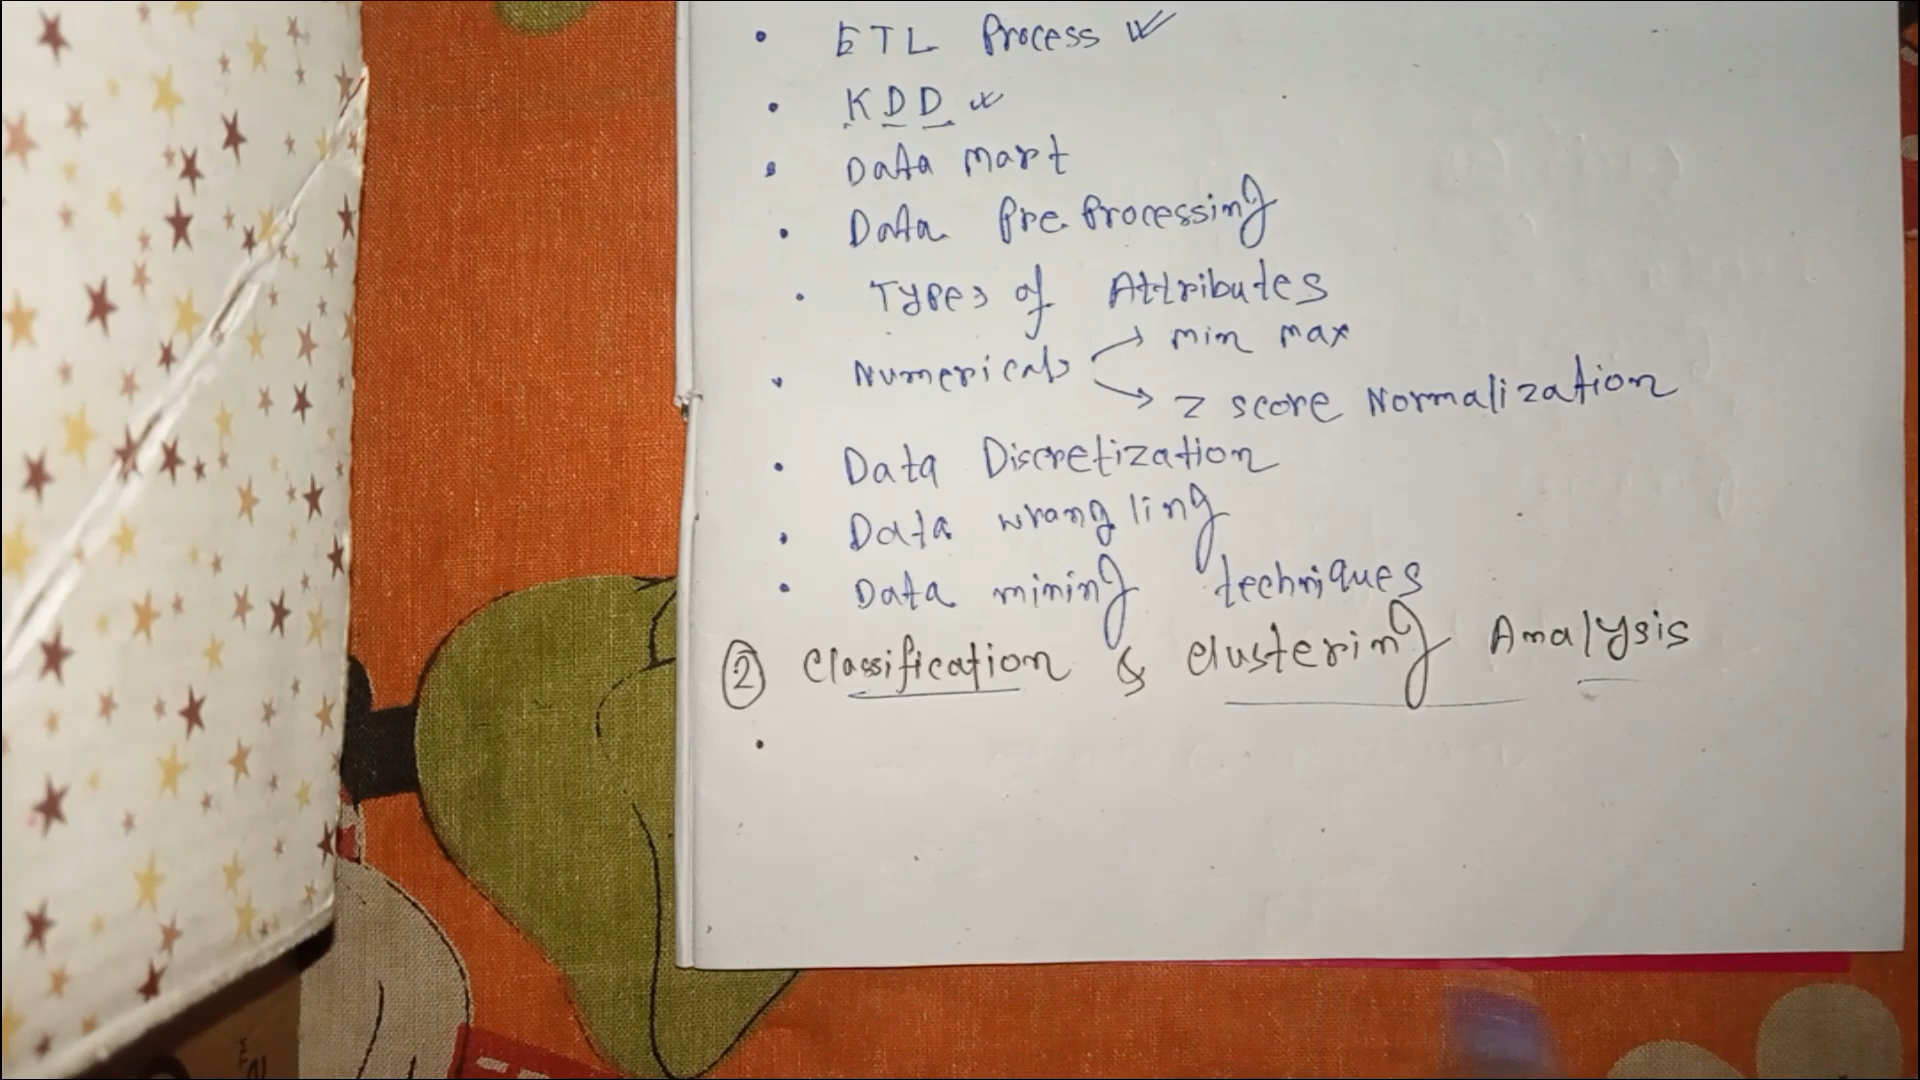 • ETL Process
• KDD
• Data Mart
• Data Pre Processing
• Types of Attributes
• Numericals → min max
→ Z score Normalization
• Data Discretization
• Data wrangling
• Data mining techniques
② Classification & Clustering Analysis
•